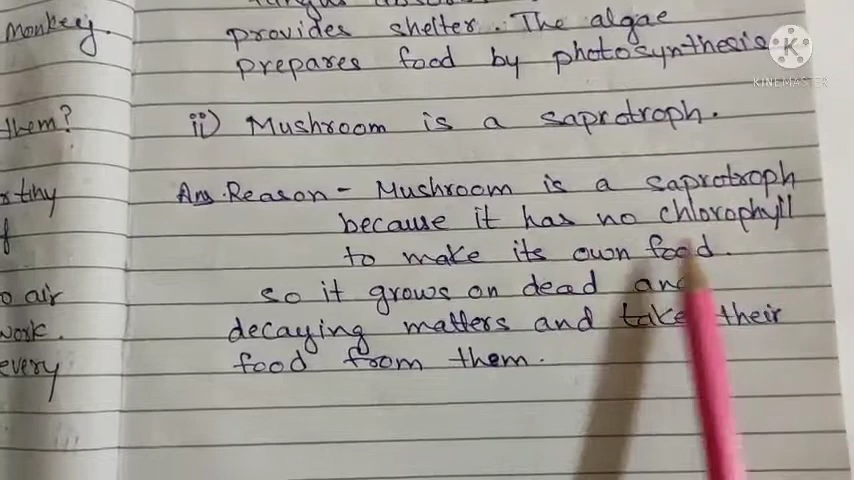 Monkey.
provides shelter. The algae
prepares food by photosynthesis
K
KINEMASTER
them?
ii) Mushroom is a saprotroph.
tiny
Ans. Reason - Mushroom is a saprotroph
because it has no chlorophyll
to make its own food.
air
so it grows on dead and
work.
decaying matters and take their
every
food from them.